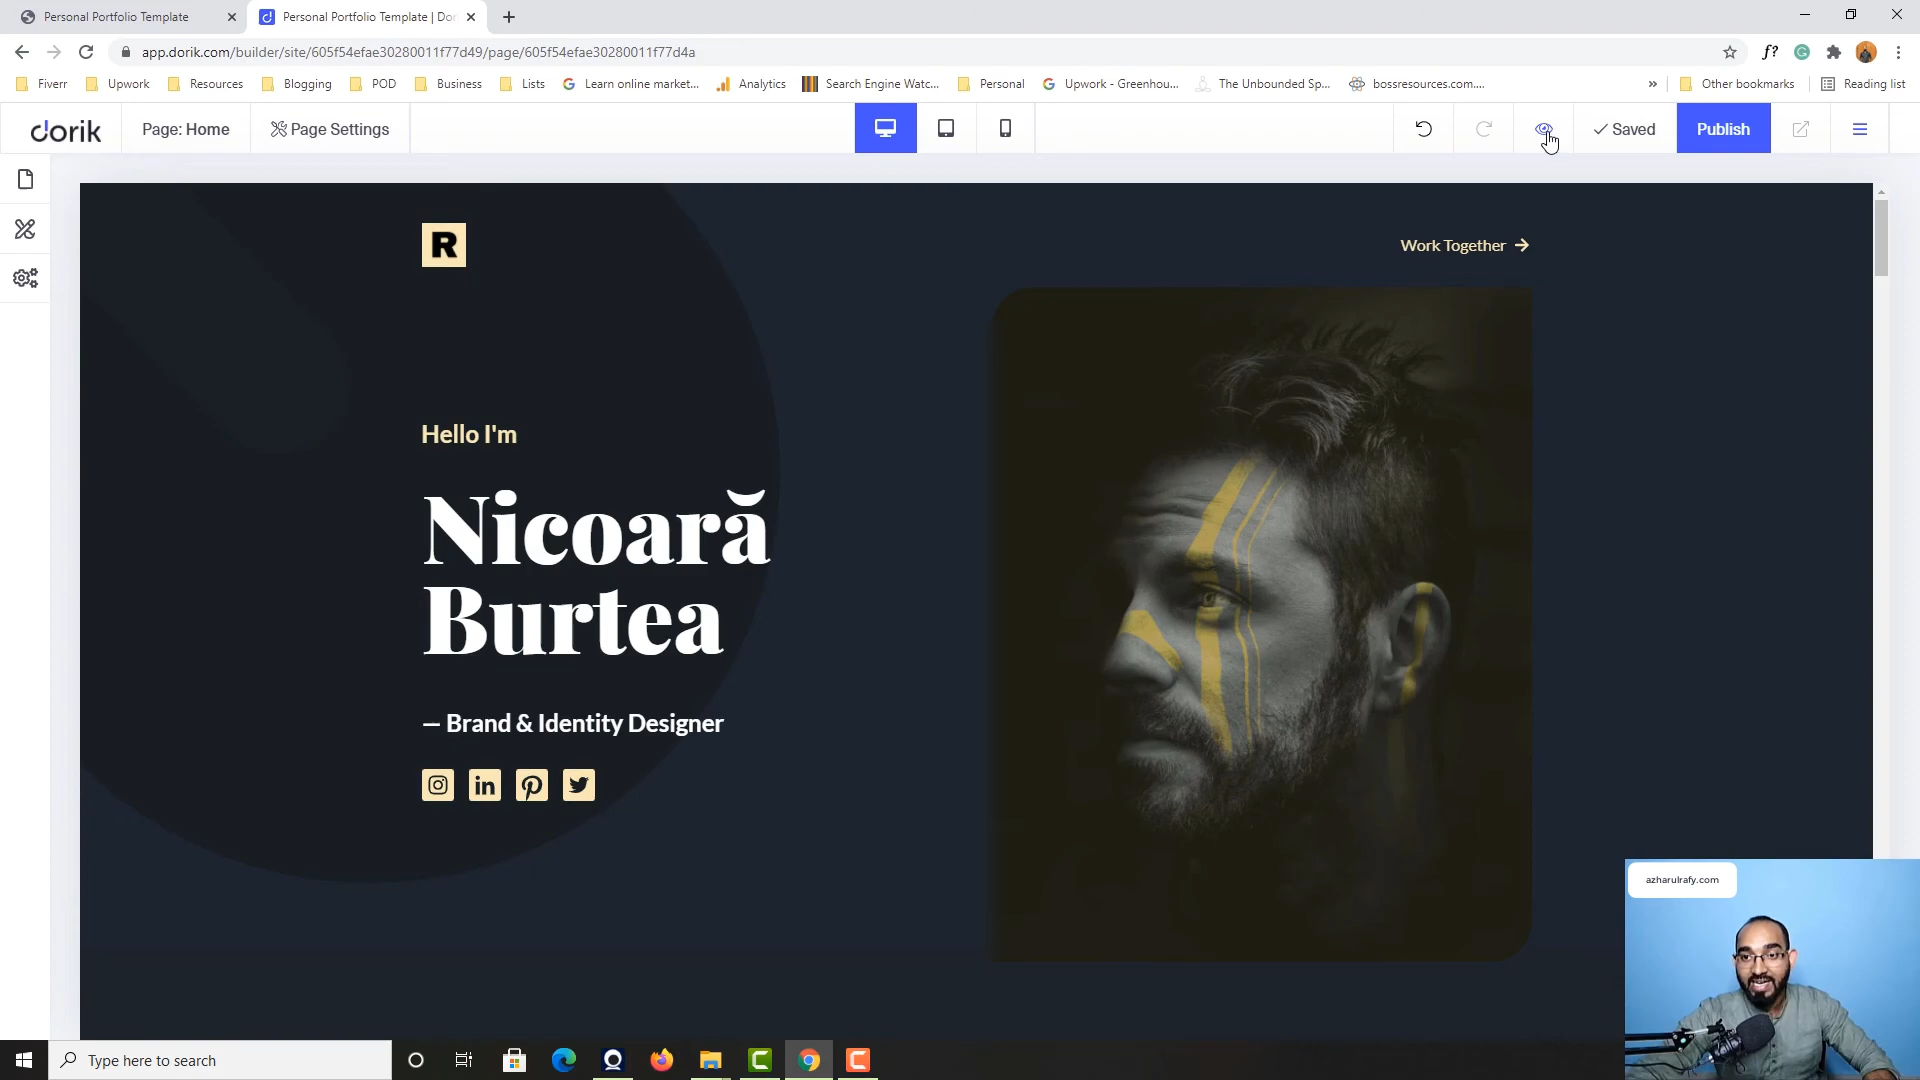 Personal Portfolio Template
Personal Portfolio Template | Dor
app.dorik.com/builder/site/605f54efae30280011f77d49/page/605f54efae30280011f77d4a
f?
Fiverr
Upwork
Resources
Blogging
POD
Business
Lists
Learn online market...
Analytics
Search Engine Watc...
Personal
Upwork - Greenhou...
The Unbounded Sp...
bossresources.com....
»
Other bookmarks
Reading list
dorik
Page: Home
Page Settings
Saved
Publish
R
Work Together
Hello I'm
Nicoară
Burtea
— Brand & Identity Designer
in
azharulrafy.com
Type here to search